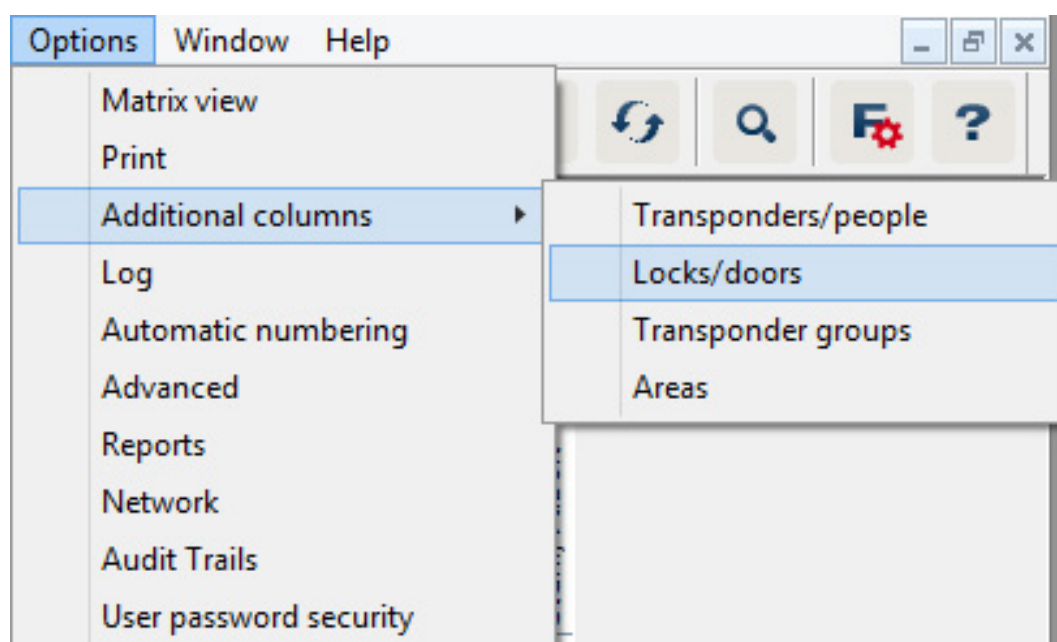 Options Window Help
Matrix view
Print
Additional columns
Transponders/people
Locks/doors
Transponder groups
Areas
Log
Automatic numbering
Advanced
Reports
Network
Audit Trails
User password security